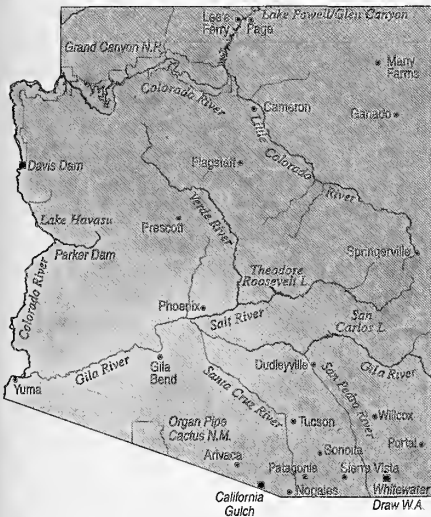 Lee's
Ferry
Page
Lake Powell/Glen Canyon
Grand Canyon N.P.
Colorado River
Many
Farms
Cameron
Ganado
Little Colorado River
Davis Dam
Flagstaff
Verde River
Lake Havasu
Prescott
Parker Dam
Springerville
Theodore
Roosevelt L.
Colorado River
Phoenix
Salt River
San
Carlos L.
Gila River
Gila River
Dudleyville
Yuma
Gila
Bend
Santa Cruz River
San Pedro River
Organ Pipe
Cactus N.M.
Tucson
Willcox
Sonoita
Portal
Arivaca
Patagonia
Sierra Vista
Nogales
Whitewater
Draw W.A.
California
Gulch